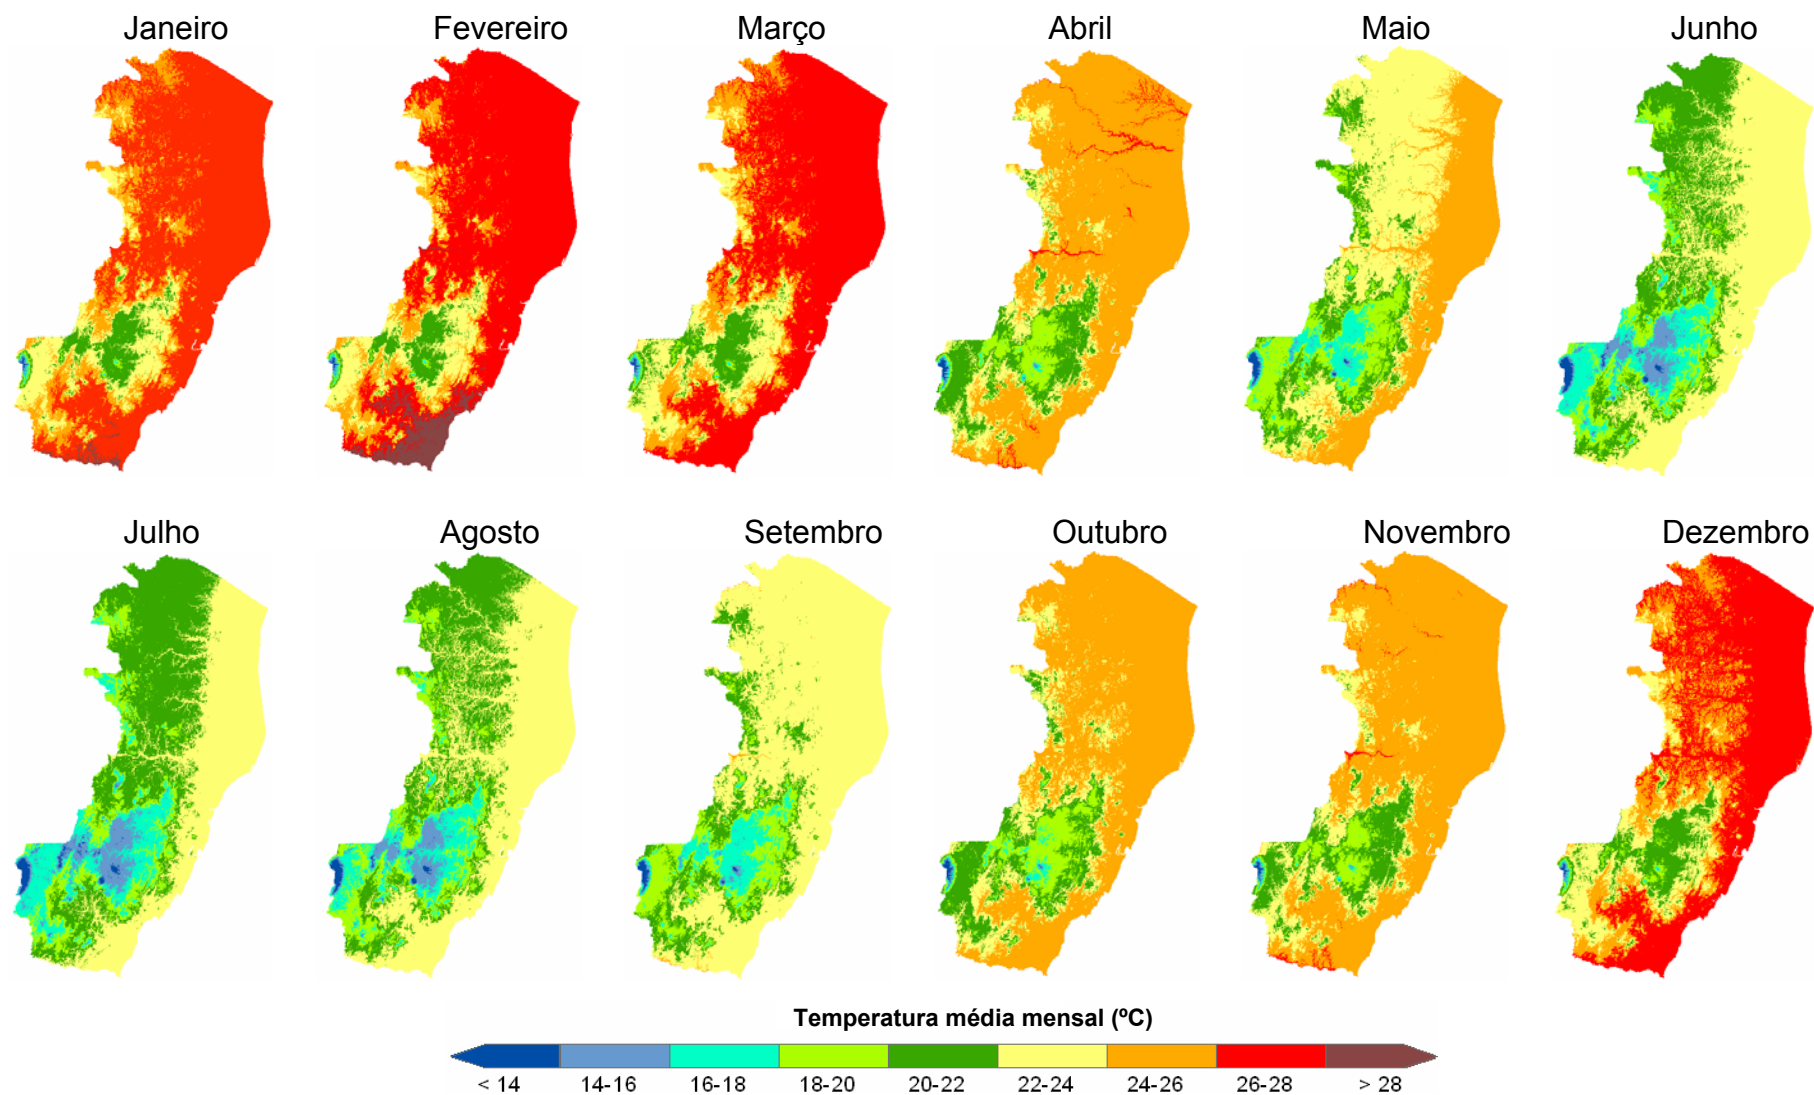 Janeiro Fevereiro Março Abril Maio Junho
Julho Agosto Setembro Outubro Novembro Dezembro
Temperatura média mensal (ºC)
< 14 14-16 16-18 18-20 20-22 22-24 24-26 26-28 > 28